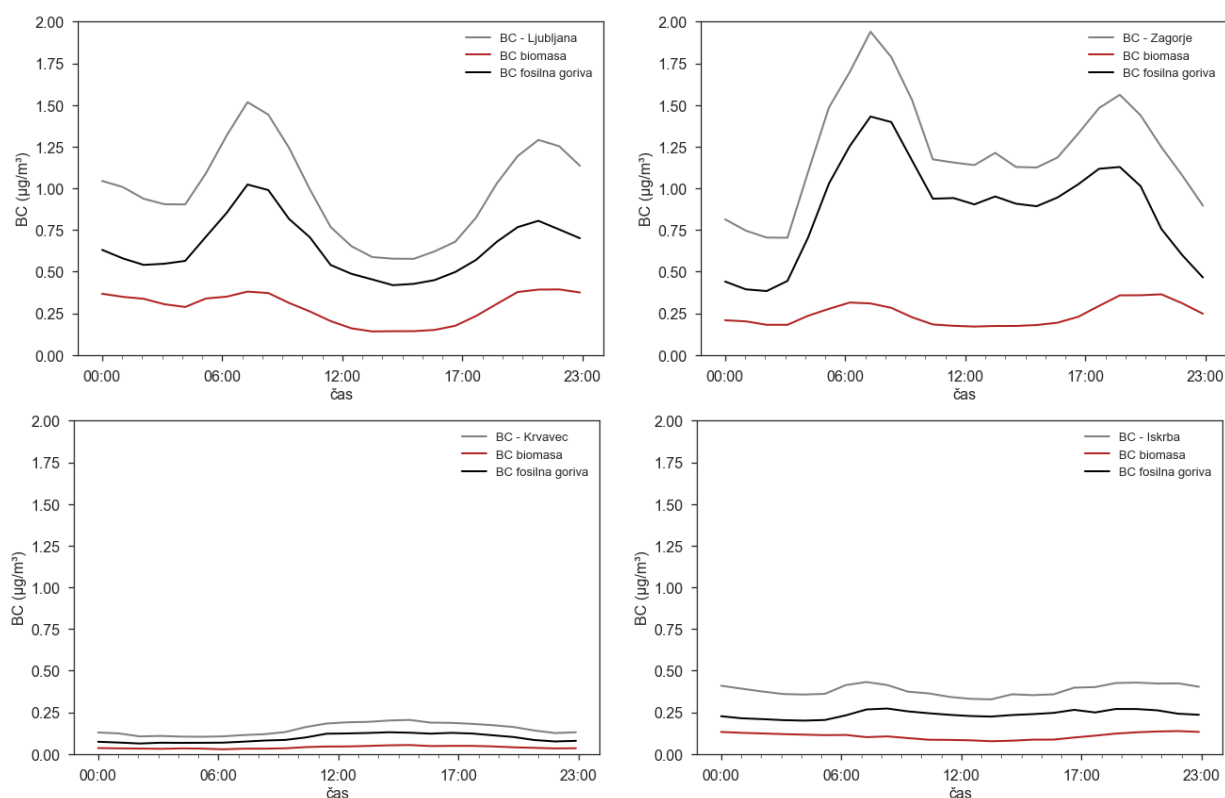 2.00
1.75
1.50
1.25
1.00
0.75
0.50
0.25
0.00
BC (µg/m³)
BC - Ljubljana
BC biomasa
BC fosilna goriva
00:00 06:00 12:00 17:00 23:00
čas
2.00
1.75
1.50
1.25
1.00
0.75
0.50
0.25
0.00
BC (µg/m³)
BC - Zagorje
BC biomasa
BC fosilna goriva
00:00 06:00 12:00 17:00 23:00
čas
2.00
1.75
1.50
1.25
1.00
0.75
0.50
0.25
0.00
BC (µg/m³)
BC - Krvavec
BC biomasa
BC fosilna goriva
00:00 06:00 12:00 17:00 23:00
čas
2.00
1.75
1.50
1.25
1.00
0.75
0.50
0.25
0.00
BC (µg/m³)
BC - Iskrba
BC biomasa
BC fosilna goriva
00:00 06:00 12:00 17:00 23:00
čas